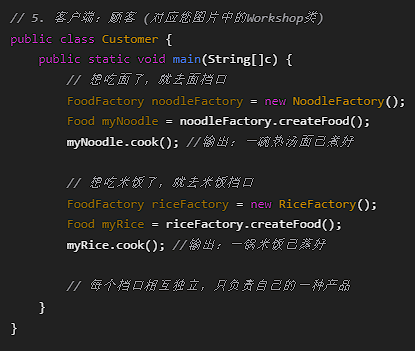 // 5. 客户端：顾客 (对应您图片中的Workshop类)
public class Customer {
public static void main(String[]c) {
// 想吃面了，就去面档口
FoodFactory noodleFactory = new NoodleFactory();
Food myNoodle = noodleFactory.createFood();
myNoodle.cook(); //输出：一碗热汤面已煮好
// 想吃米饭了，就去米饭档口
FoodFactory riceFactory = new RiceFactory();
Food myRice = riceFactory.createFood();
myRice.cook(); //输出：一锅米饭已蒸好
// 每个档口相互独立，只负责自己的一种产品
}
}